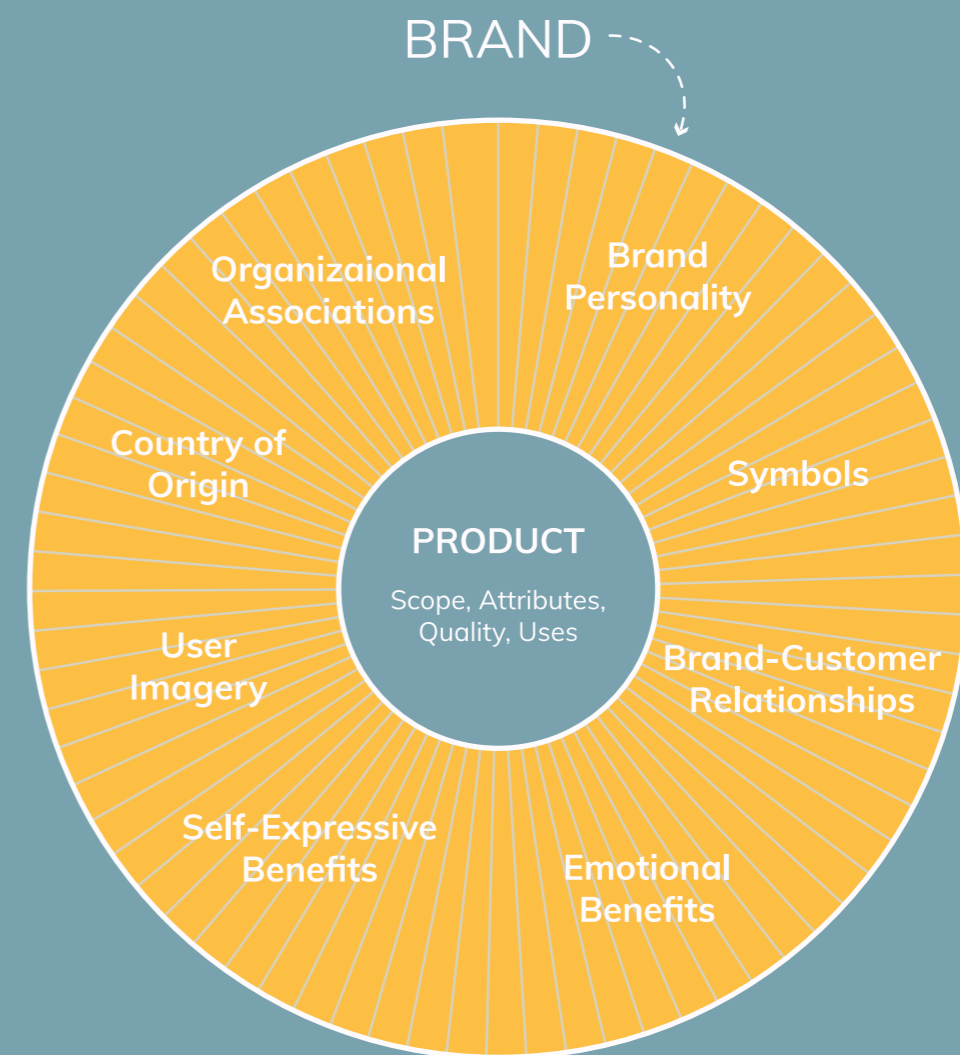 BRAND
Brand
Personality
Symbols
Brand-Customer
Relationships
Emotional
Benefits
Self-Expressive
Benefits
User
Imagery
Country of
Origin
Organizaional
Associations
PRODUCT
Scope, Attributes,
Quality, Uses